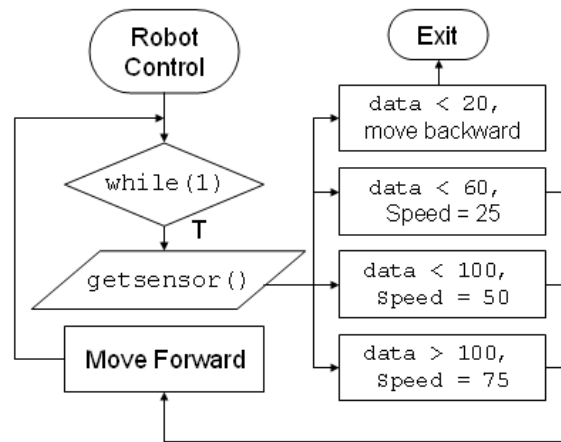 Robot
Control
while(1)
T
getsensor()
Move Forward
Exit
data < 20,
move backward
data < 60,
Speed = 25
data < 100,
Speed = 50
data > 100,
Speed = 75